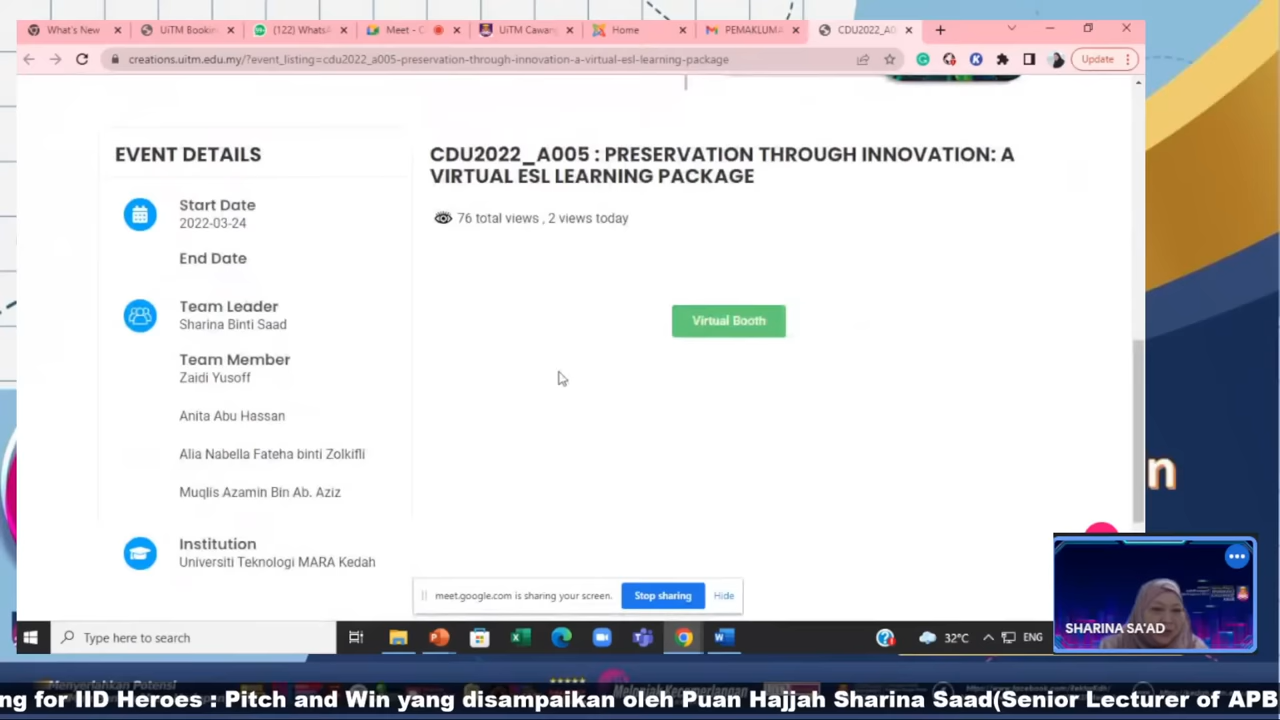 What's New
UiTM Bookin
(122) WhatsA
Meet - C
UiTM Cawang
Home
PEMAKLUMA
CDU2022_A0
creations.uitm.edu.my/?event_listing=cdu2022_a005-preservation-through-innovation-a-virtual-esl-learning-package
Update
EVENT DETAILS
Start Date
2022-03-24
End Date
Team Leader
Sharina Binti Saad
Team Member
Zaidi Yusoff
Anita Abu Hassan
Alia Nabella Fateha binti Zolkifli
Muqlis Azamin Bin Ab. Aziz
Institution
Universiti Teknologi MARA Kedah
CDU2022_A005 : PRESERVATION THROUGH INNOVATION: A
VIRTUAL ESL LEARNING PACKAGE
76 total views , 2 views today
Virtual Booth
n
meet.google.com is sharing your screen.
Stop sharing
Hide
SHARINA SA'AD
Type here to search
32°C
ENG
Menyerlahkan Potensi
ng for IID Heroes : Pitch and Win yang disampaikan oleh Puan Hajjah Sharina Saad(Senior Lecturer of APB